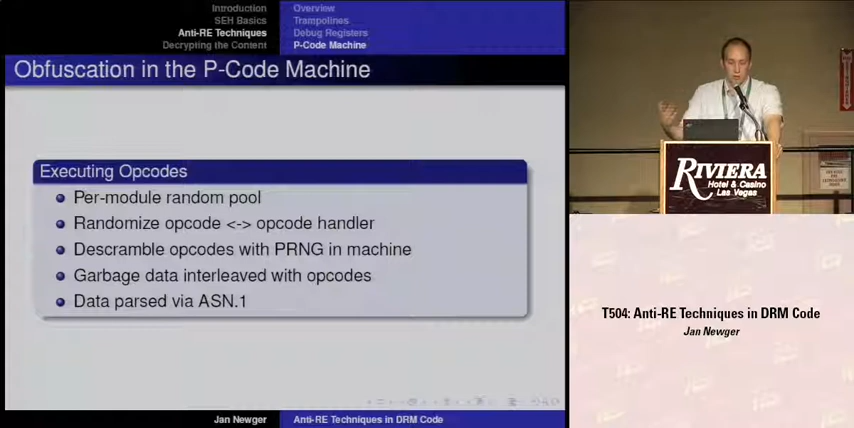 Introduction
SEH Basics
Anti-RE Techniques
Decrypting the Content
Overview
Trampolines
Debug Registers
P-Code Machine
Obfuscation in the P-Code Machine
Executing Opcodes
Per-module random pool
Randomize opcode <-> opcode handler
Descramble opcodes with PRNG in machine
Garbage data interleaved with opcodes
Data parsed via ASN.1
Jan Newger
Anti-RE Techniques in DRM Code
RIVIERA
Hotel & Casino
Las Vegas
T504: Anti-RE Techniques in DRM Code
Jan Newger